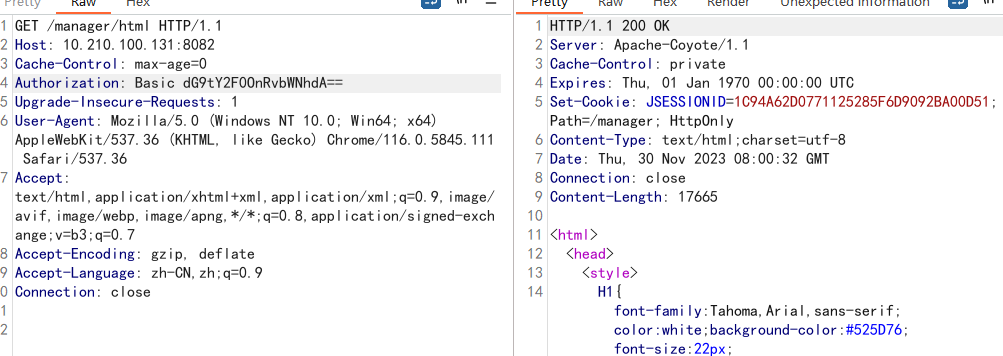 Pretty Raw Hex
1 GET /manager/html HTTP/1.1
2 Host: 10.210.100.131:8082
3 Cache-Control: max-age=0
4 Authorization: Basic dG9tY2F0OnRvbWNhdA==
5 Upgrade-Insecure-Requests: 1
6 User-Agent: Mozilla/5.0 (Windows NT 10.0; Win64; x64)
AppleWebKit/537.36 (KHTML, like Gecko) Chrome/116.0.5845.111
Safari/537.36
7 Accept:
text/html,application/xhtml+xml,application/xml;q=0.9,image/
avif,image/webp,image/apng,*/*;q=0.8,application/signed-exch
ange;v=b3;q=0.7
8 Accept-Encoding: gzip, deflate
9 Accept-Language: zh-CN,zh;q=0.9
0 Connection: close
1
2
Pretty Raw Hex Render Unexpected information
1 HTTP/1.1 200 OK
2 Server: Apache-Coyote/1.1
3 Cache-Control: private
4 Expires: Thu, 01 Jan 1970 00:00:00 UTC
5 Set-Cookie: JSESSIONID=1C94A62D0771125285F6D9092BA00D51;
Path=/manager; HttpOnly
6 Content-Type: text/html;charset=utf-8
7 Date: Thu, 30 Nov 2023 08:00:32 GMT
8 Connection: close
9 Content-Length: 17665
10
11 <html>
12 <head>
13 <style>
14 H1{
font-family:Tahoma,Arial,sans-serif;
color:white;background-color:#525D76;
font-size:22px;